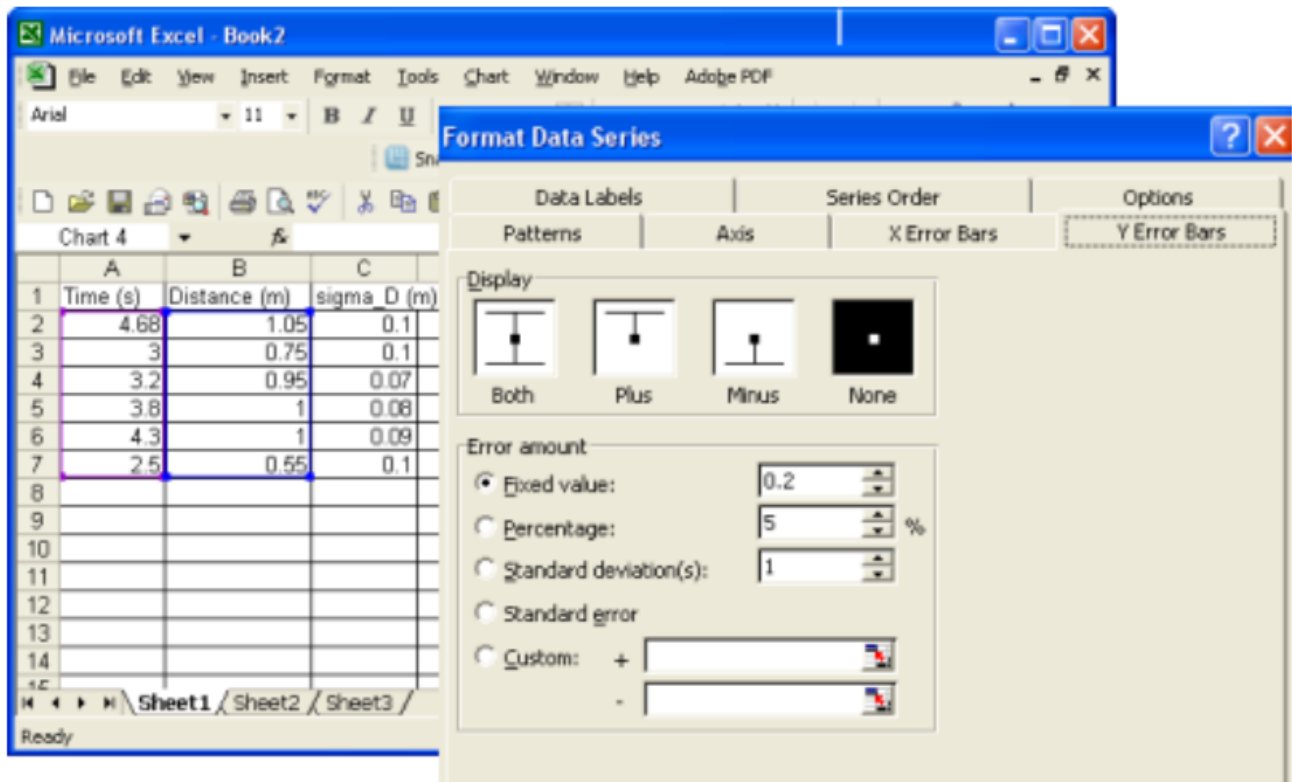 Microsoft Excel - Book2
File Edit View Insert Format Tools Chart Window Help Adobe PDF
Arial 11 B I U
Chart 4 fx
A B C
1 Time (s) Distance (m) sigma_D (m)
2 4.68 1.05 0.1
3 3 0.75 0.1
4 3.2 0.95 0.07
5 3.8 1 0.08
6 4.3 1 0.09
7 2.5 0.55 0.1
8
9
10
11
12
13
14
15
Sheet1 / Sheet2 / Sheet3 /
Ready
Format Data Series
Data Labels Series Order Options
Patterns Axis X Error Bars Y Error Bars
Display
Both Plus Minus None
Error amount
Fixed value: 0.2
Percentage: 5 %
Standard deviation(s): 1
Standard error
Custom: +
-